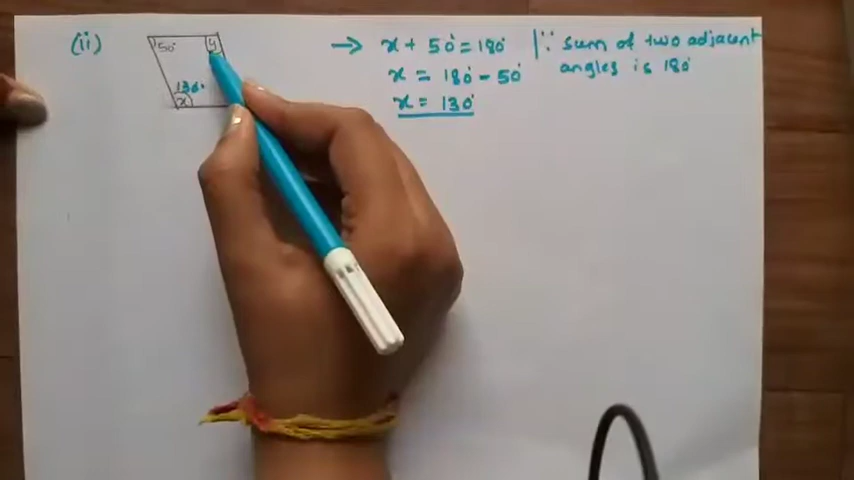 (ii)
50°
y
130°
x
→ x + 50° = 180° | ∵ Sum of two adjacent
x = 180° - 50° angles is 180°
x = 130°